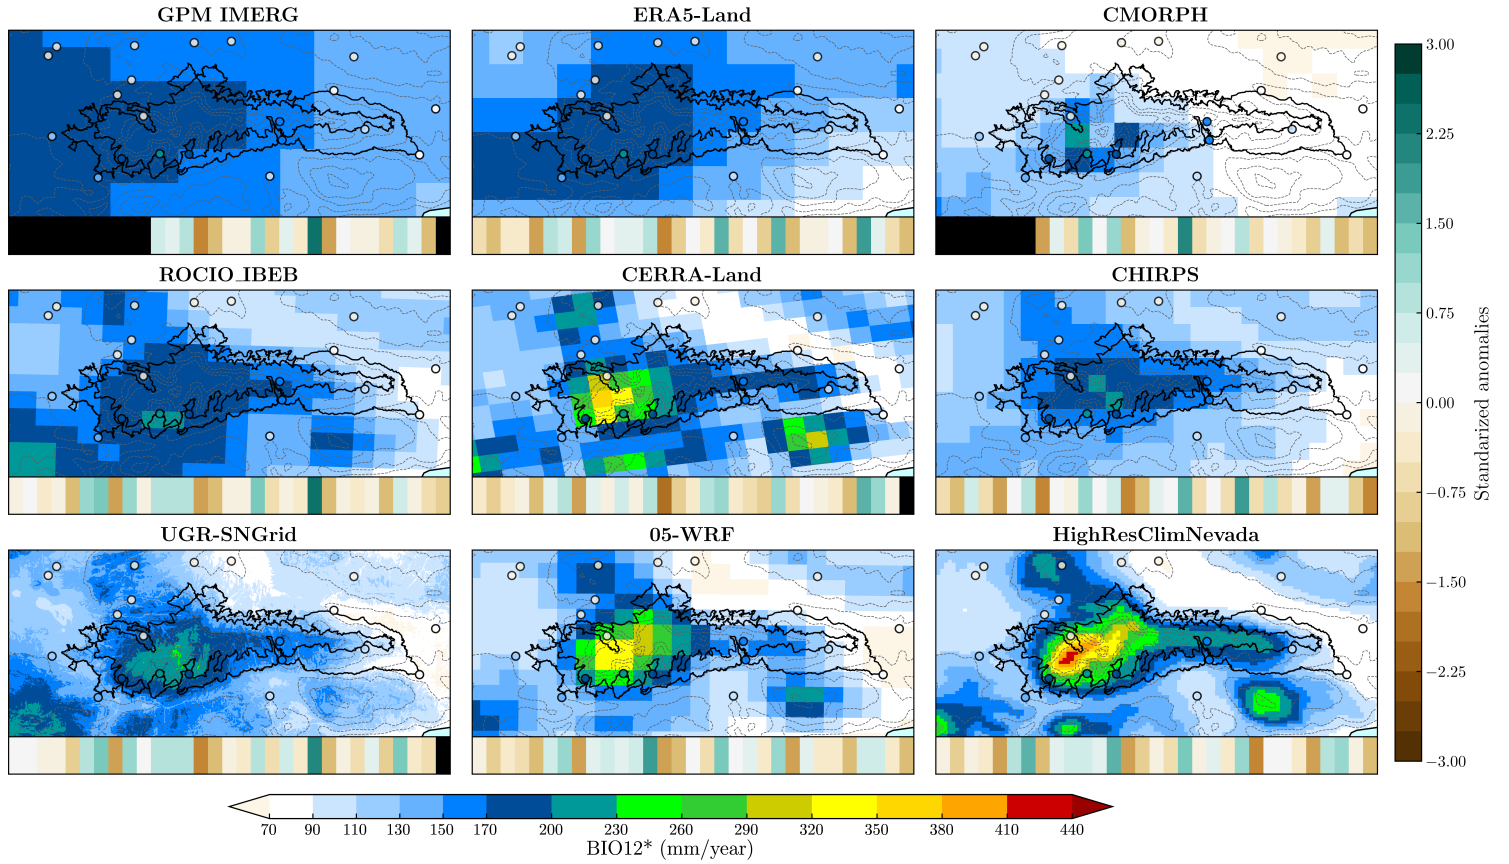 GPM IMERG
ERA5-Land
CMORPH
ROCIO_IBEB
CERRA-Land
CHIRPS
UGR-SNGrid
05-WRF
HighResClimNevada
3.00
2.25
1.50
0.75
0.00
−0.75
−1.50
−2.25
−3.00
Standarized anomalies
70 90 110 130 150 170 200 230 260 290 320 350 380 410 440
BIO12* (mm/year)